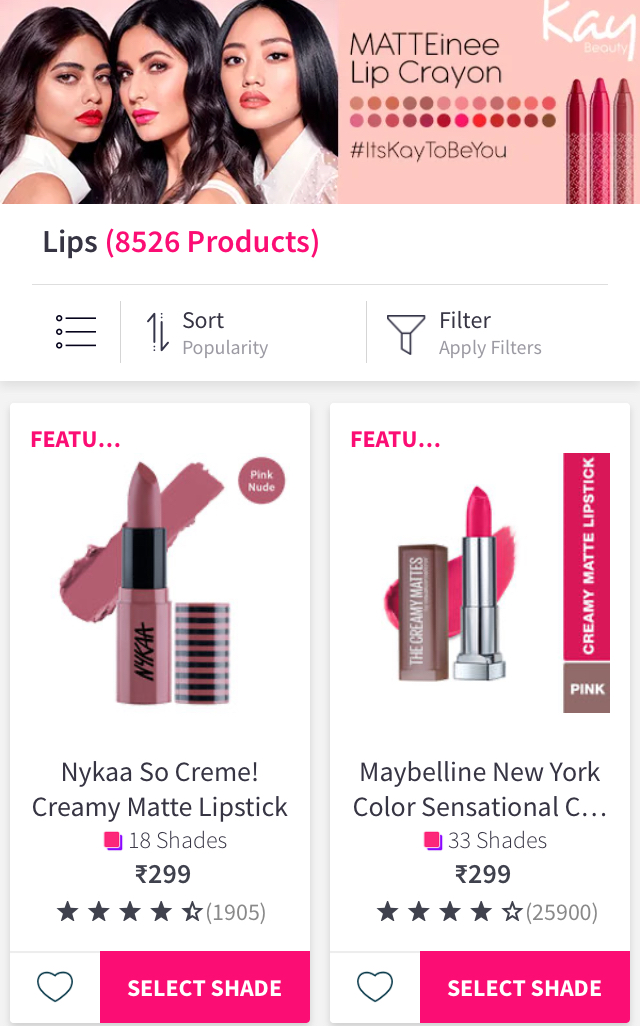 Kay
Beauty
MATTEinee
Lip Crayon
#ItsKayToBeYou
Lips (8526 Products)
Sort
Popularity
Filter
Apply Filters
FEATU...
Pink
Nude
NYKAA
Nykaa So Creme!
Creamy Matte Lipstick
18 Shades
₹299
(1905)
SELECT SHADE
FEATU...
THE CREAMY MATTES
CREAMY MATTE LIPSTICK
PINK
Maybelline New York
Color Sensational C...
33 Shades
₹299
(25900)
SELECT SHADE